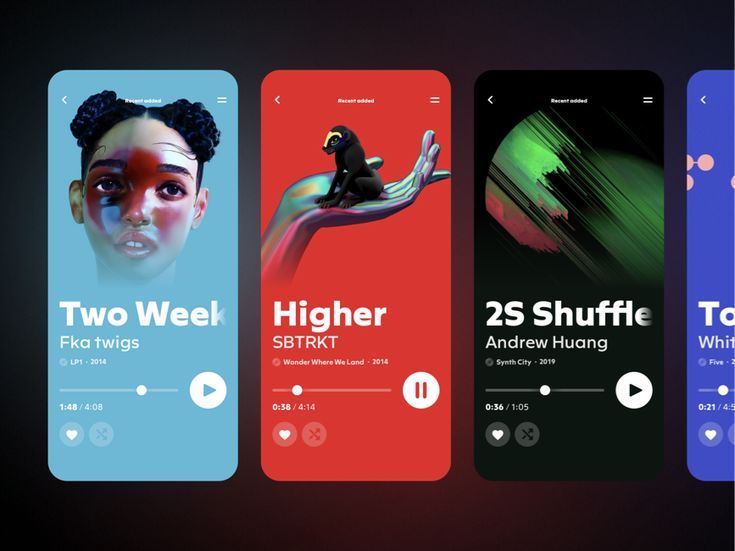 Recent added
Two Week
Fka twigs
LP1 • 2014
1:48 / 4:08
Recent added
Higher
SBTRKT
Wonder Where We Land • 2014
0:38 / 4:14
Recent added
2S Shuffle
Andrew Huang
Synth City • 2019
0:36 / 1:05
To
Whit
Five • 2
0:21 / 4:5